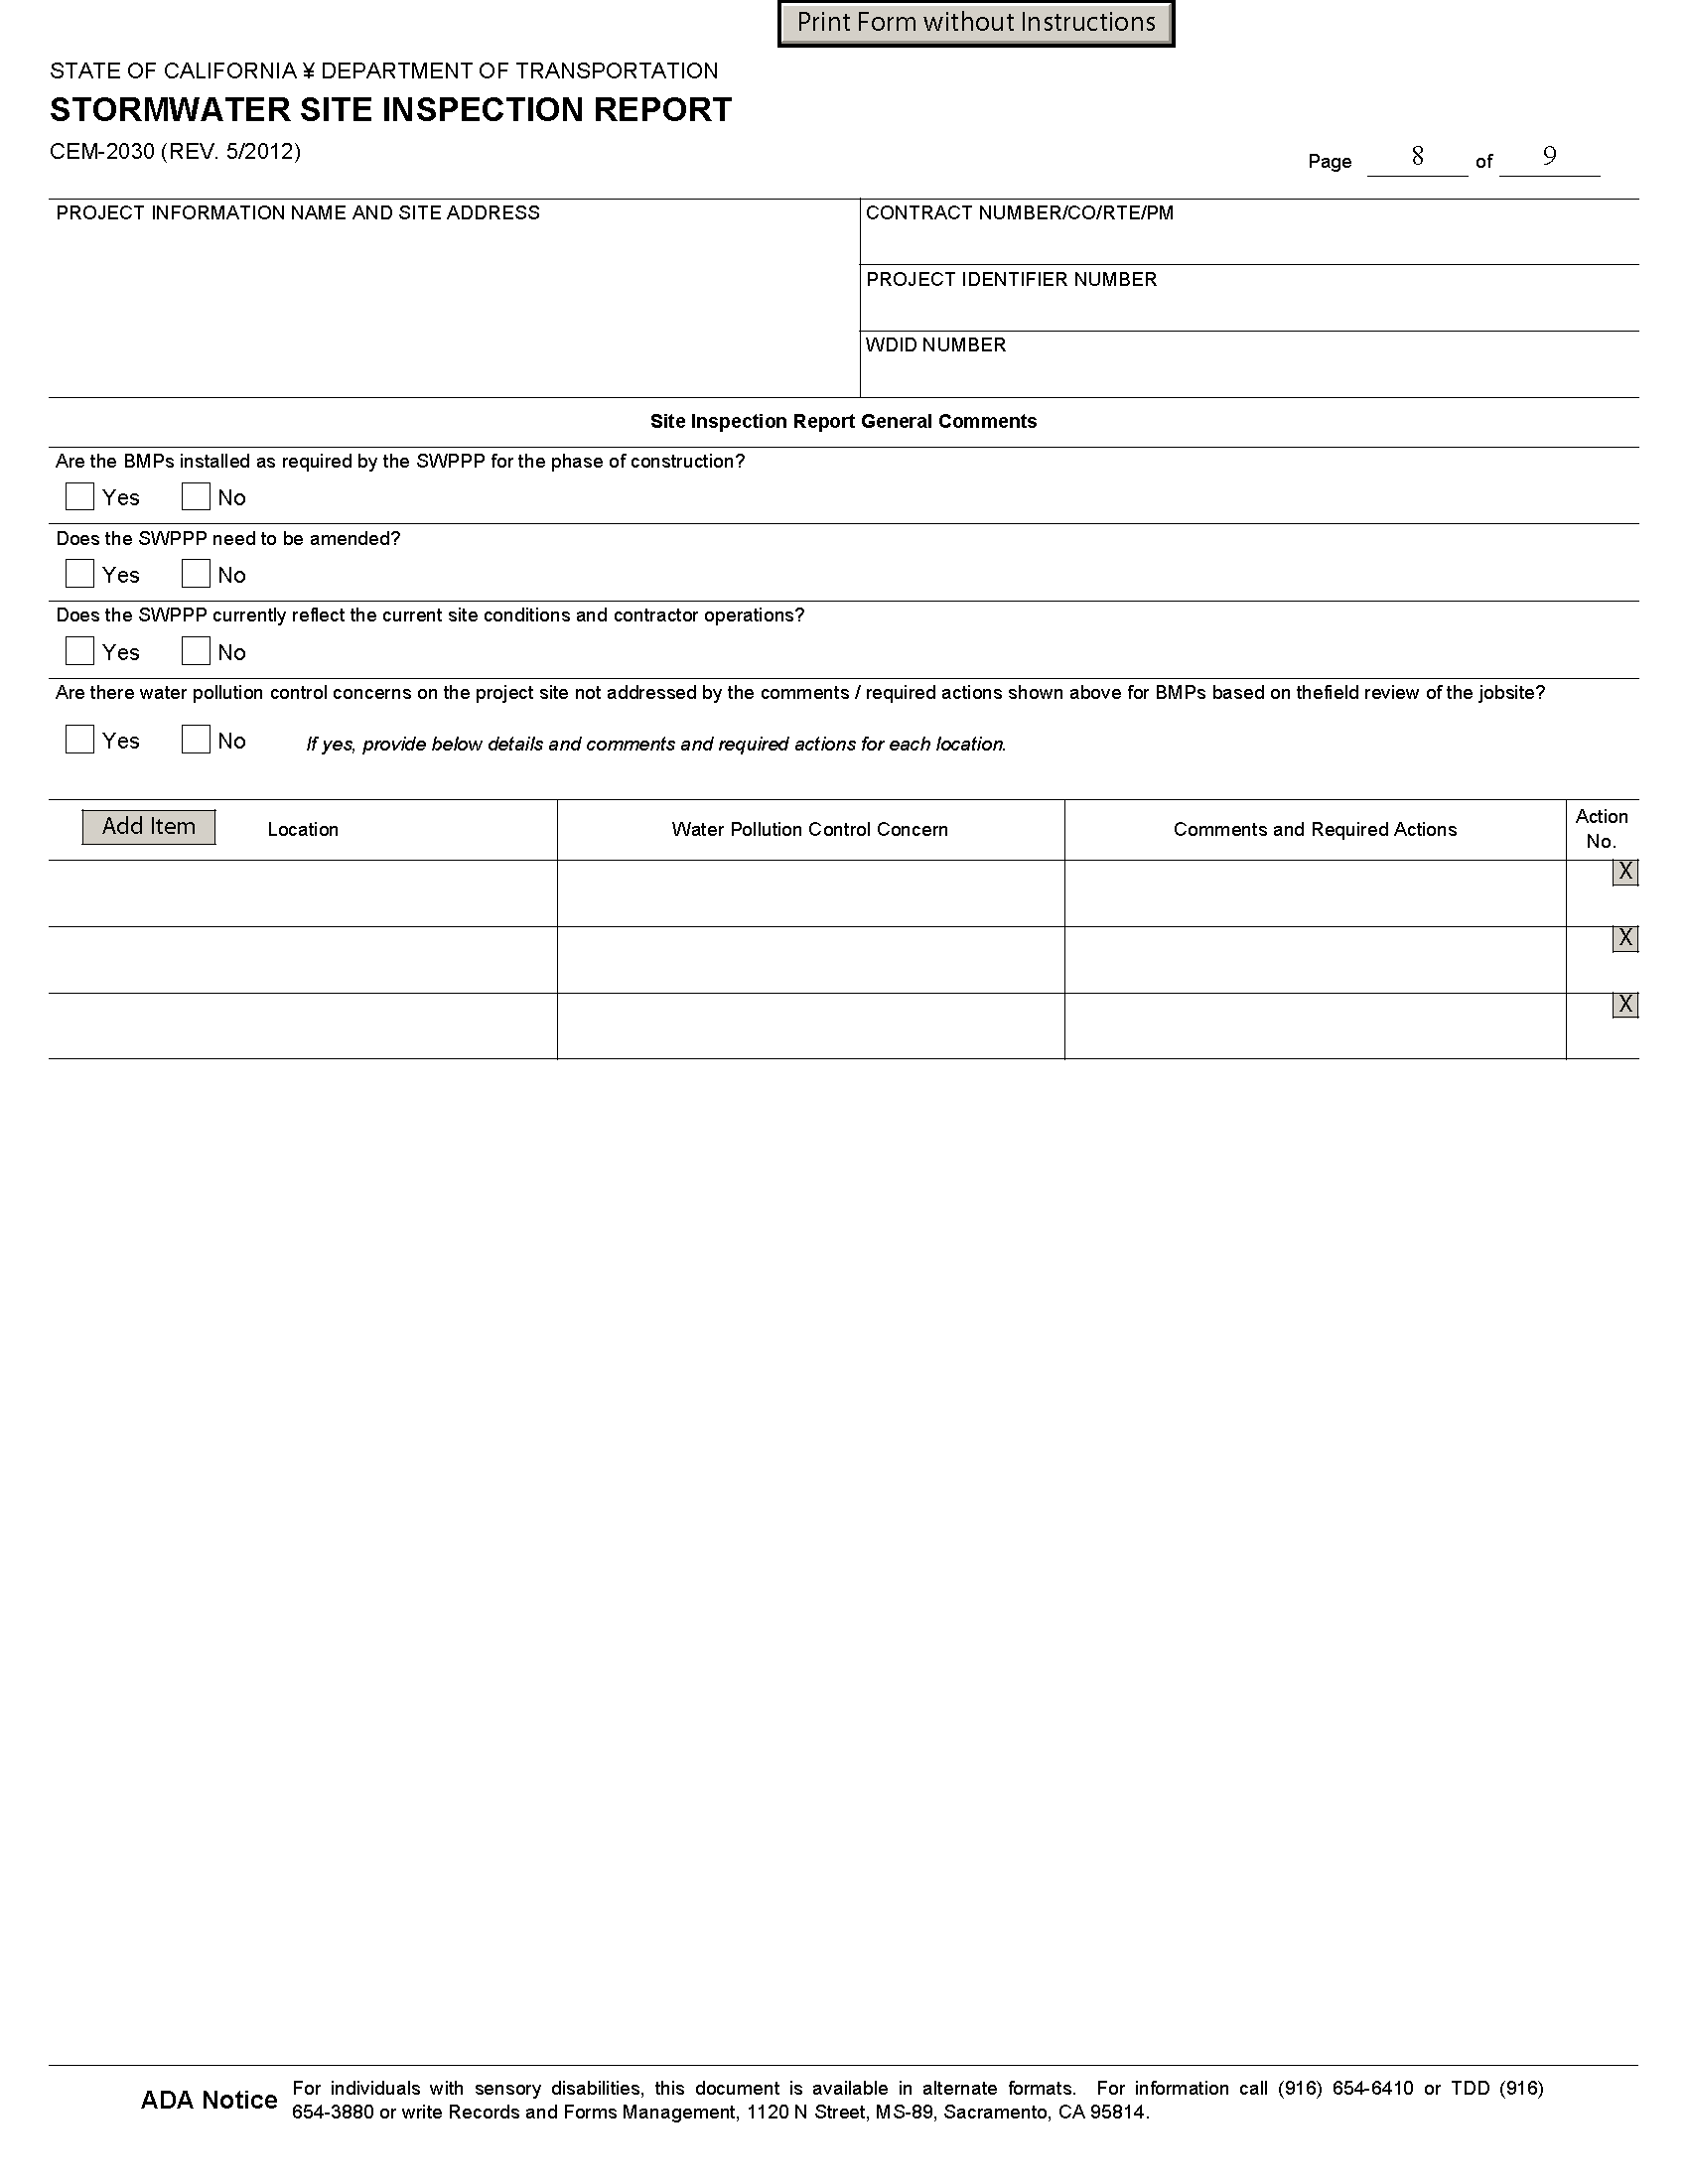 Print Form without Instructions
STATE OF CALIFORNIA ¥ DEPARTMENT OF TRANSPORTATION
STORMWATER SITE INSPECTION REPORT
CEM-2030 (REV. 5/2012)
Page 8 of 9
PROJECT INFORMATION NAME AND SITE ADDRESS
CONTRACT NUMBER/CO/RTE/PM
PROJECT IDENTIFIER NUMBER
WDID NUMBER
Site Inspection Report General Comments
Are the BMPs installed as required by the SWPPP for the phase of construction?
Yes No
Does the SWPPP need to be amended?
Yes No
Does the SWPPP currently reflect the current site conditions and contractor operations?
Yes No
Are there water pollution control concerns on the project site not addressed by the comments / required actions shown above for BMPs based on thefield review of the jobsite?
Yes No If yes, provide below details and comments and required actions for each location.
Add Item Location Water Pollution Control Concern Comments and Required Actions Action
No.
X
X
X
ADA Notice For individuals with sensory disabilities, this document is available in alternate formats. For information call (916) 654-6410 or TDD (916)
654-3880 or write Records and Forms Management, 1120 N Street, MS-89, Sacramento, CA 95814.